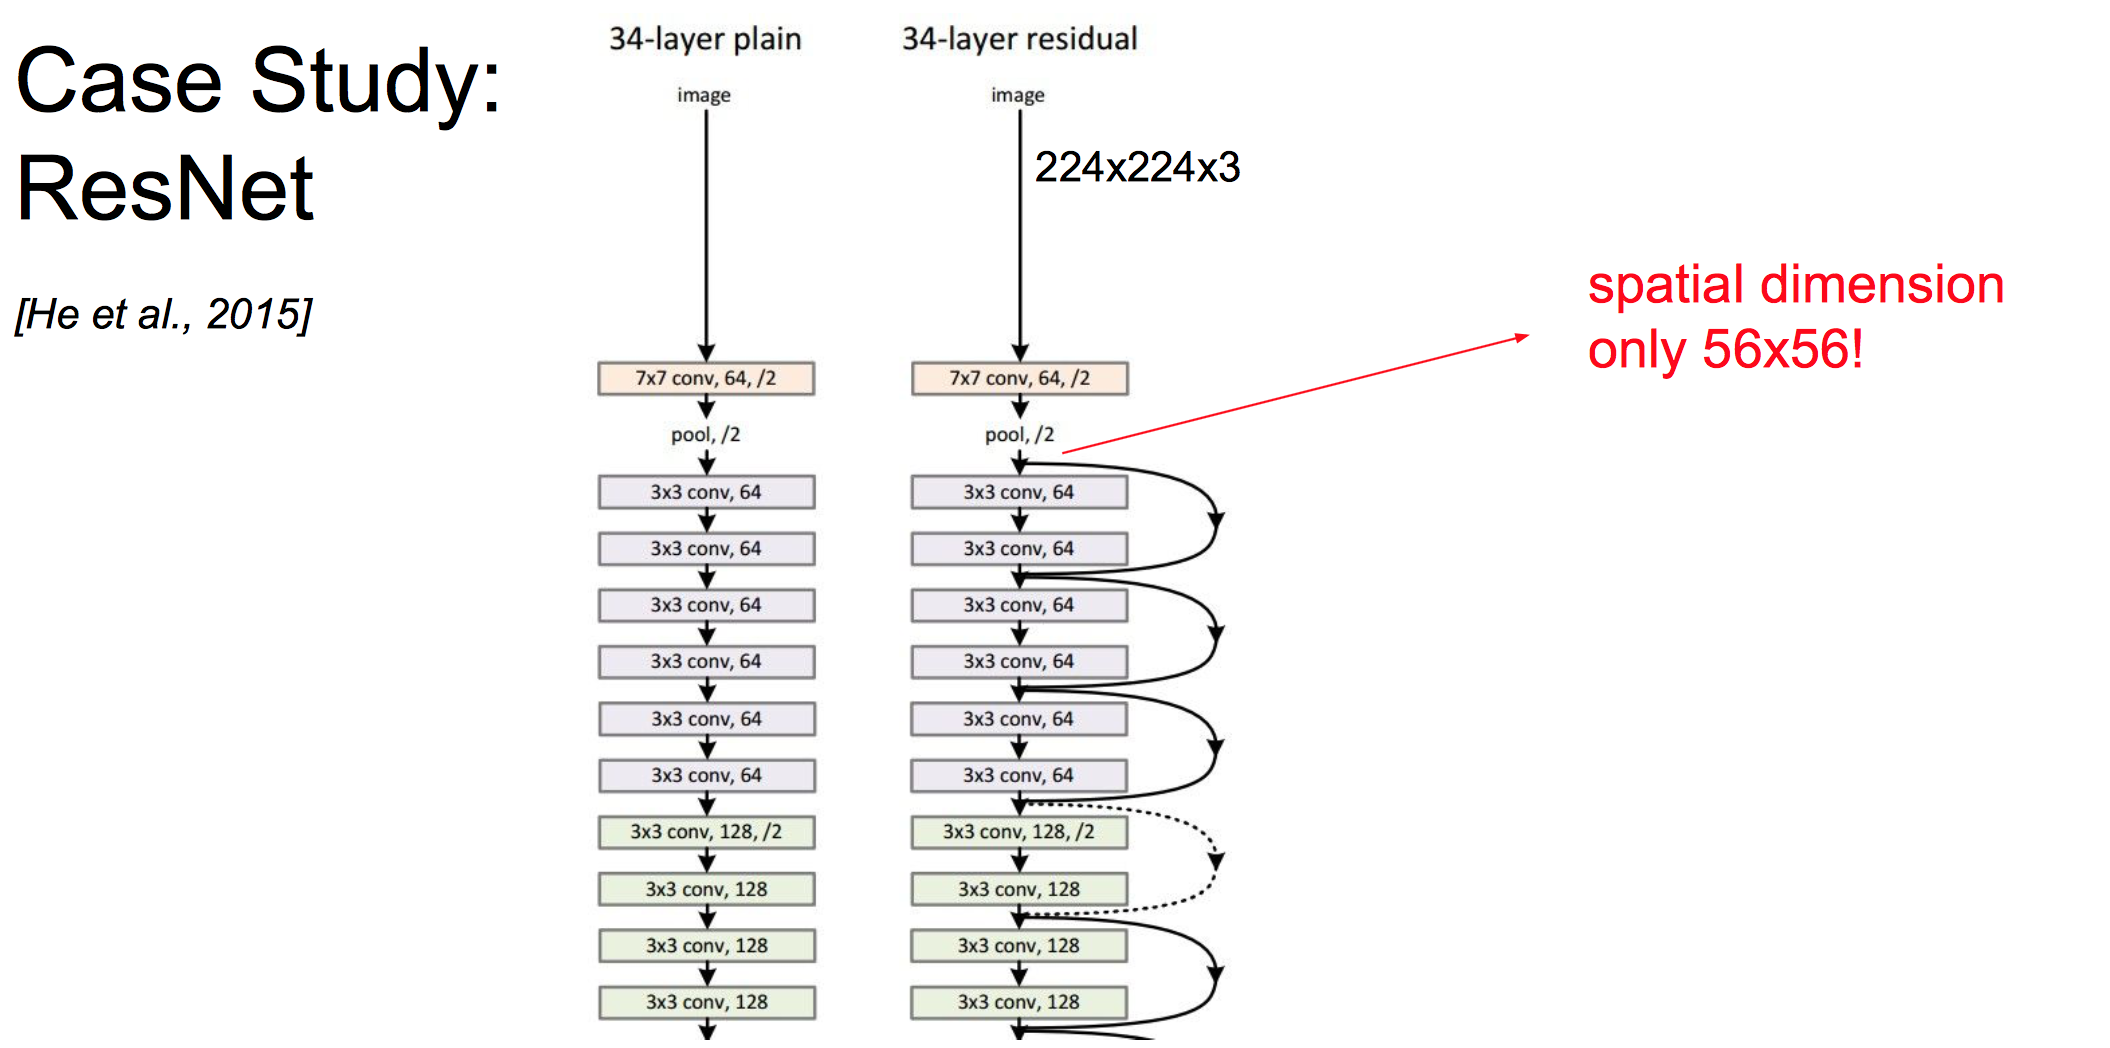 Case Study:
ResNet
[He et al., 2015]
34-layer plain
image
7x7 conv, 64, /2
pool, /2
3x3 conv, 64
3x3 conv, 64
3x3 conv, 64
3x3 conv, 64
3x3 conv, 64
3x3 conv, 64
3x3 conv, 128, /2
3x3 conv, 128
3x3 conv, 128
3x3 conv, 128
34-layer residual
image
224x224x3
7x7 conv, 64, /2
pool, /2
3x3 conv, 64
3x3 conv, 64
3x3 conv, 64
3x3 conv, 64
3x3 conv, 64
3x3 conv, 64
3x3 conv, 128, /2
3x3 conv, 128
3x3 conv, 128
3x3 conv, 128
spatial dimension
only 56x56!